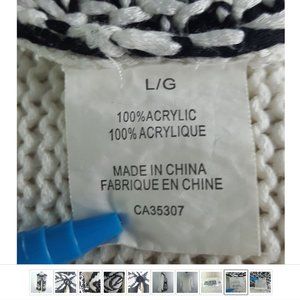 L/G
100%ACRYLIC
100%ACRYLIQUE
MADE IN CHINA
FABRIQUE EN CHINE
CA35307